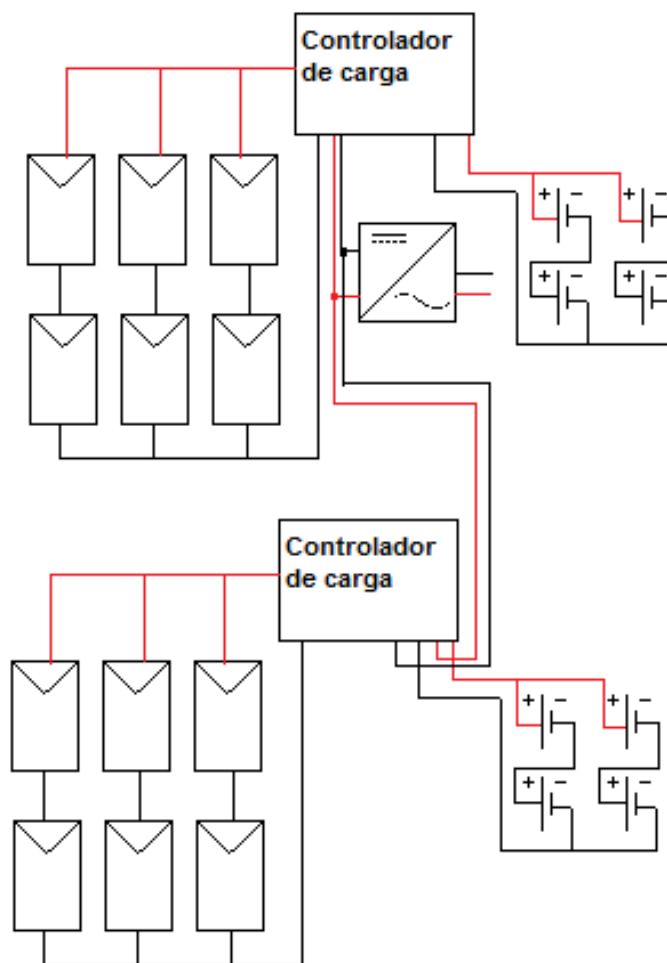 Controlador
de carga
+ - + -
+ - + -
Controlador
de carga
+ - + -
+ - + -